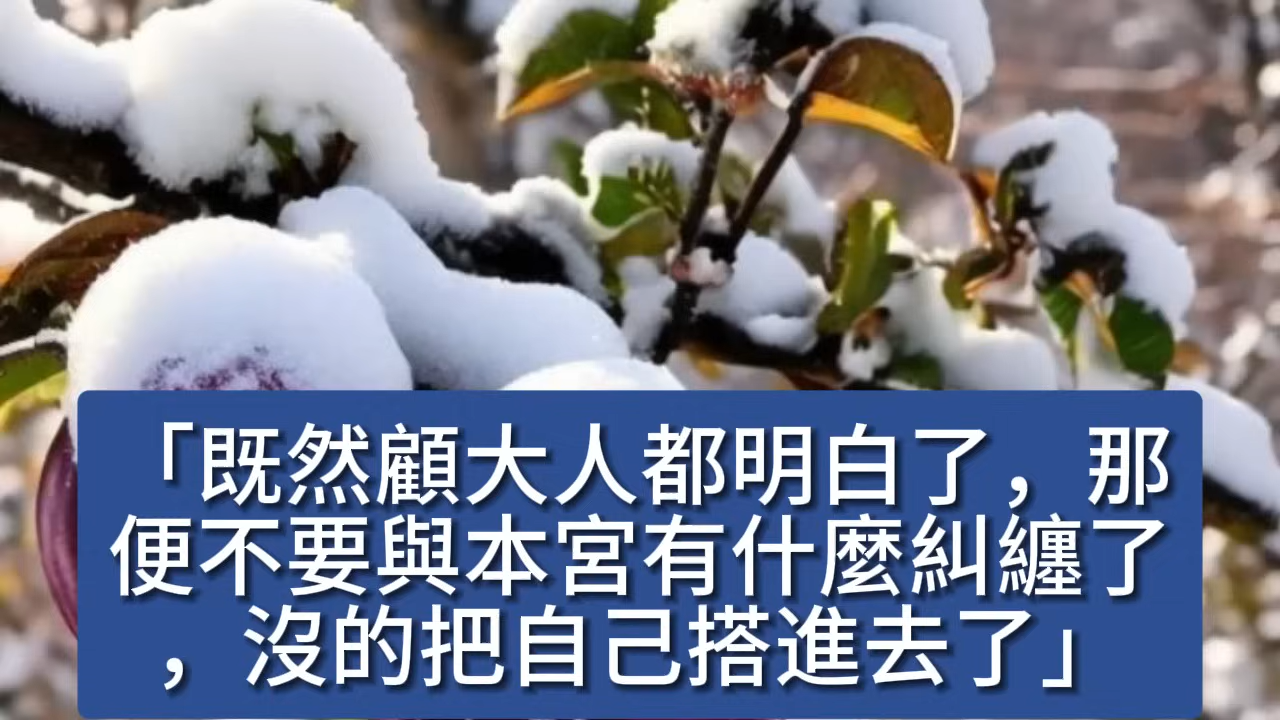 「既然顧大人都明白了，那
便不要與本宮有什麼糾纏了
，沒的把自己搭進去了」